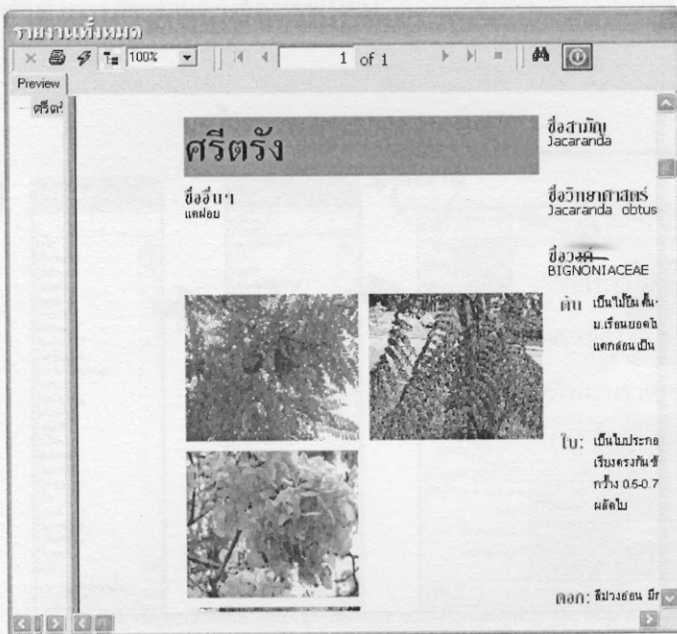 รายงานทั้งหมด
100%
1 of 1
Preview
ศรีตรั
ศรีตรัง
ชื่อสามัญ
Jacaranda
ชื่ออื่นๆ
แคฝอย
ชื่อวิทยาศาสตร์
Jacaranda obtus
ชื่อวงศ์
BIGNONIACEAE
ต้น เป็นไม้ยืนต้น
ม.เรือนยอดโ
แตกล่อนเป็น
ใบ: เป็นใบประกอ
เรียงตรงกันข้
กว้าง 0.5-0.7
ผลัดใบ
ดอก: สีม่วงอ่อน มีก